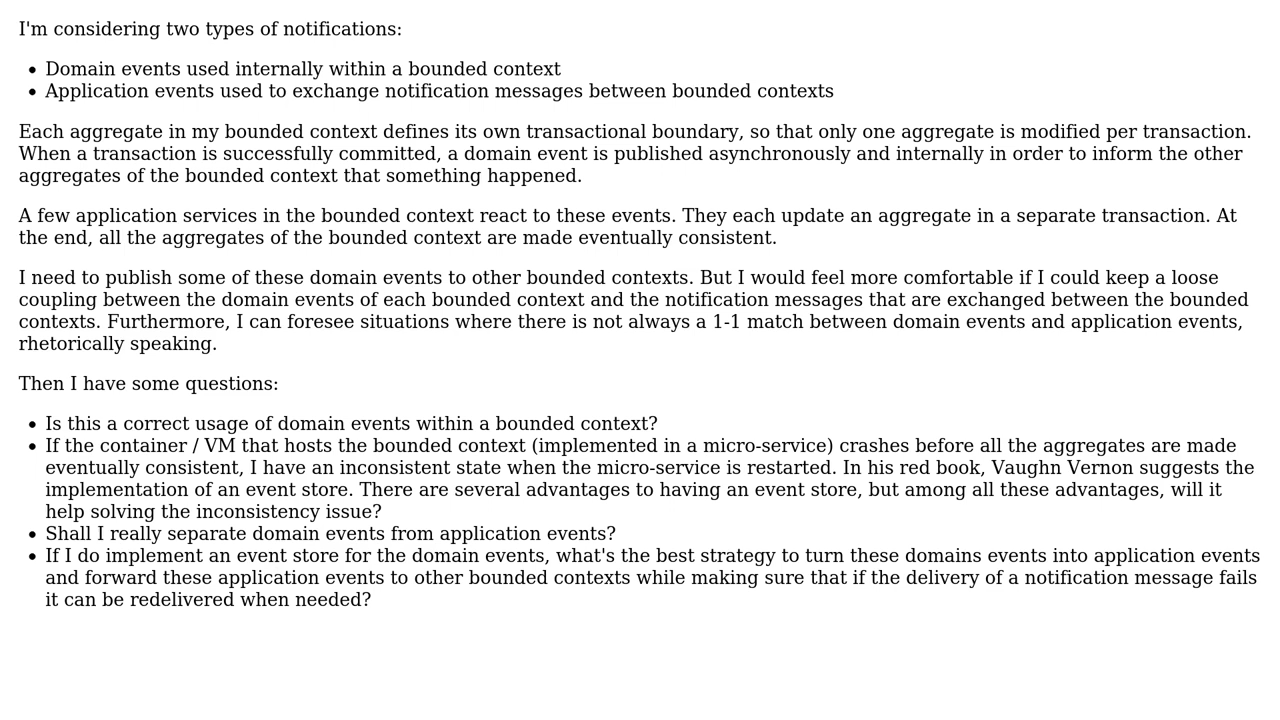 I'm considering two types of notifications:
• Domain events used internally within a bounded context
• Application events used to exchange notification messages between bounded contexts
Each aggregate in my bounded context defines its own transactional boundary, so that only one aggregate is modified per transaction.
When a transaction is successfully committed, a domain event is published asynchronously and internally in order to inform the other
aggregates of the bounded context that something happened.
A few application services in the bounded context react to these events. They each update an aggregate in a separate transaction. At
the end, all the aggregates of the bounded context are made eventually consistent.
I need to publish some of these domain events to other bounded contexts. But I would feel more comfortable if I could keep a loose
coupling between the domain events of each bounded context and the notification messages that are exchanged between the bounded
contexts. Furthermore, I can foresee situations where there is not always a 1-1 match between domain events and application events,
rhetorically speaking.
Then I have some questions:
• Is this a correct usage of domain events within a bounded context?
• If the container / VM that hosts the bounded context (implemented in a micro-service) crashes before all the aggregates are made
eventually consistent, I have an inconsistent state when the micro-service is restarted. In his red book, Vaughn Vernon suggests the
implementation of an event store. There are several advantages to having an event store, but among all these advantages, will it
help solving the inconsistency issue?
• Shall I really separate domain events from application events?
• If I do implement an event store for the domain events, what's the best strategy to turn these domains events into application events
and forward these application events to other bounded contexts while making sure that if the delivery of a notification message fails
it can be redelivered when needed?